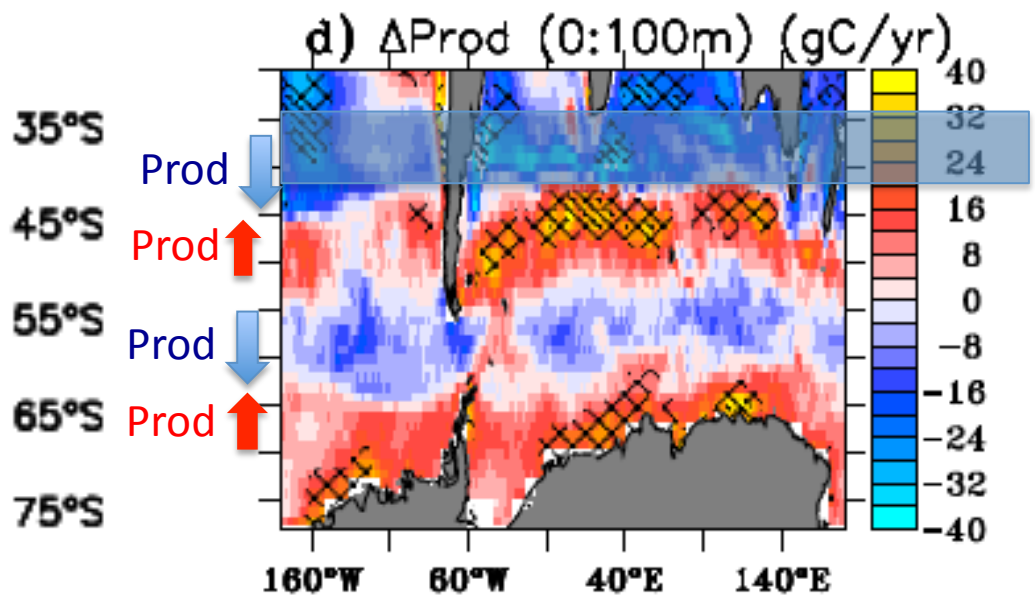 d) ΔProd (0:100m) (gC/yr)
40
35°S
32
Prod
24
45°S
16
Prod
8
0
55°S
Prod
-8
-16
65°S
Prod
-24
-32
75°S
-40
160°W 60°W 40°E 140°E